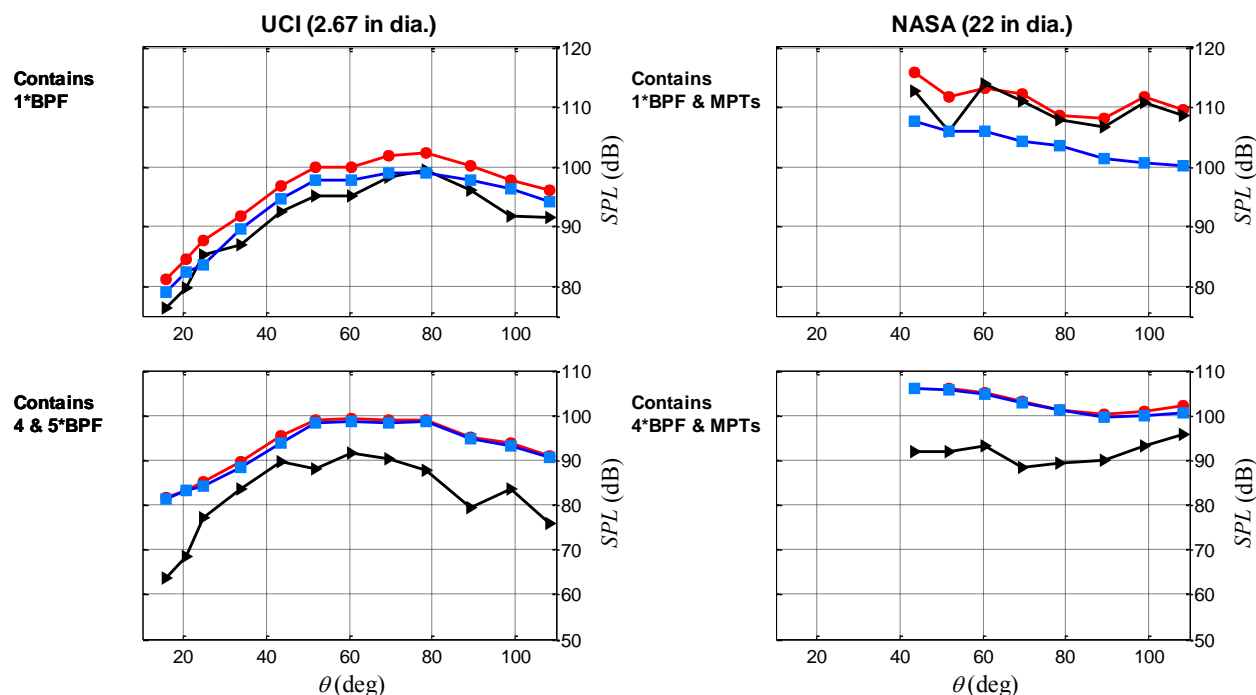 UCI (2.67 in dia.)
NASA (22 in dia.)
Contains
1*BPF
120
110
100
90
80
SPL (dB)
20 40 60 80 100
Contains
1*BPF & MPTs
120
110
100
90
80
SPL (dB)
20 40 60 80 100
Contains
4 & 5*BPF
110
100
90
80
70
60
50
SPL (dB)
20 40 60 80 100
θ (deg)
Contains
4*BPF & MPTs
110
100
90
80
70
60
50
SPL (dB)
20 40 60 80 100
θ (deg)